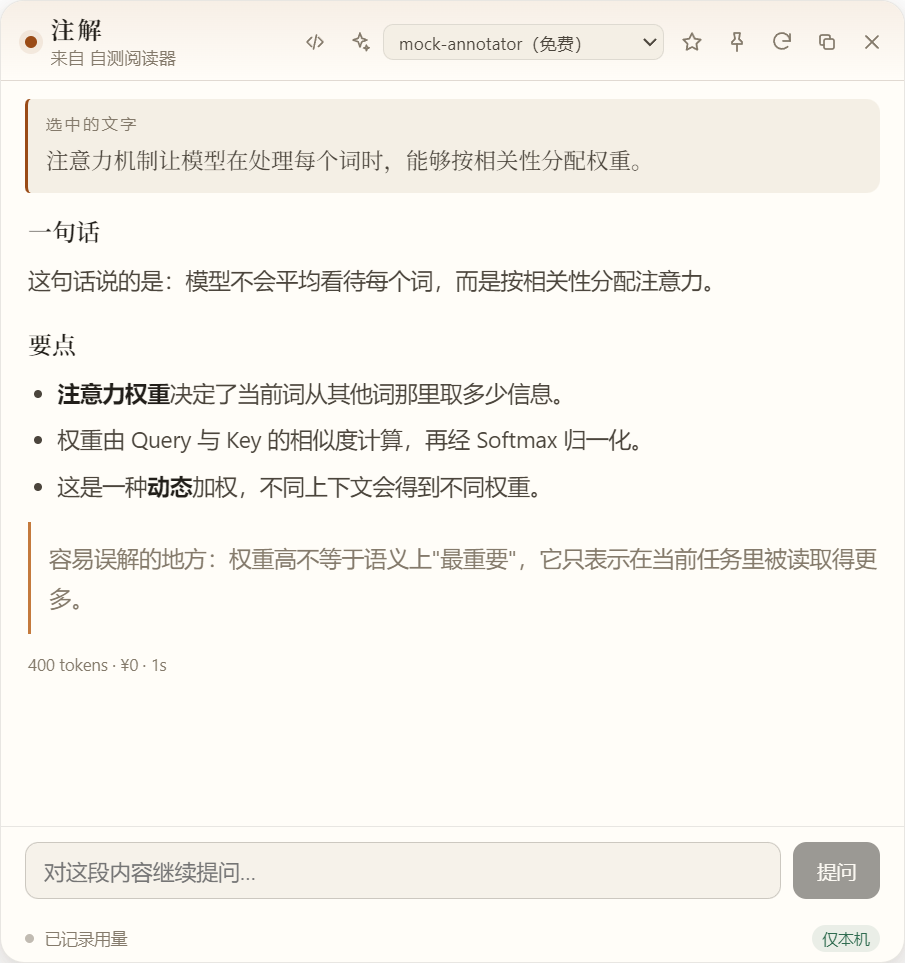 注解
来自 自测阅读器
mock-annotator（免费）
选中的文字
注意力机制让模型在处理每个词时，能够按相关性分配权重。
一句话
这句话说的是：模型不会平均看待每个词，而是按相关性分配注意力。
要点
注意力权重决定了当前词从其他词那里取多少信息。
权重由 Query 与 Key 的相似度计算，再经 Softmax 归一化。
这是一种动态加权，不同上下文会得到不同权重。
容易误解的地方：权重高不等于语义上"最重要"，它只表示在当前任务里被读取得更
多。
400 tokens · ¥0 · 1s
对这段内容继续提问…
提问
已记录用量
仅本机